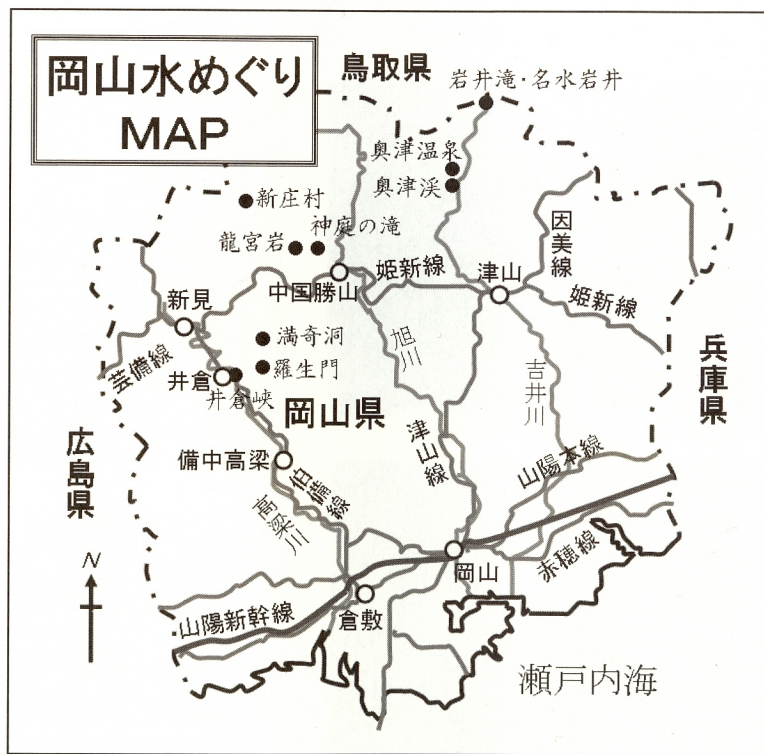 岡山水めぐり
MAP
鳥取県
岩井滝・名水岩井
奥津温泉
奥津渓
新庄村
神庭の滝
龍宮岩
因美線
姫新線
中国勝山
津山
姫新線
新見
満奇洞
旭川
芸備線
羅生門
吉井川
兵庫県
井倉
井倉峡
岡山県
津山線
広島県
備中高梁
山陽本線
伯備線
高梁川
N
岡山
赤穂線
山陽新幹線
倉敷
瀬戸内海